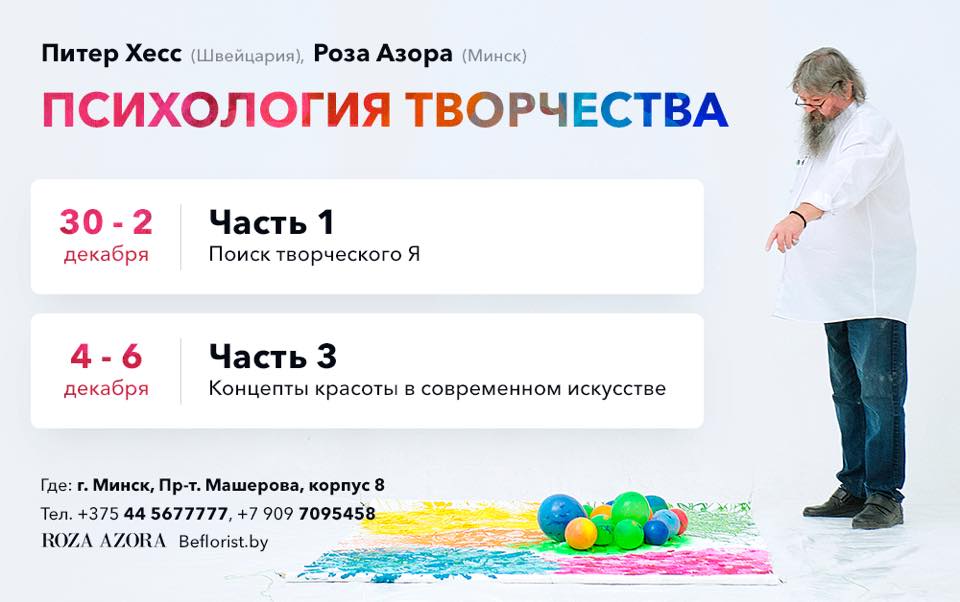 Питер Хесс (Швейцария), Роза Азора (Минск)
ПСИХОЛОГИЯ ТВОРЧЕСТВА
30 - 2
декабря
Часть 1
Поиск творческого Я
4 - 6
декабря
Часть 3
Концепты красоты в современном искусстве
Где: г. Минск, Пр-т. Машерова, корпус 8
Тел. +375 44 5677777, +7 909 7095458
ROZA AZORA Beflorist.by